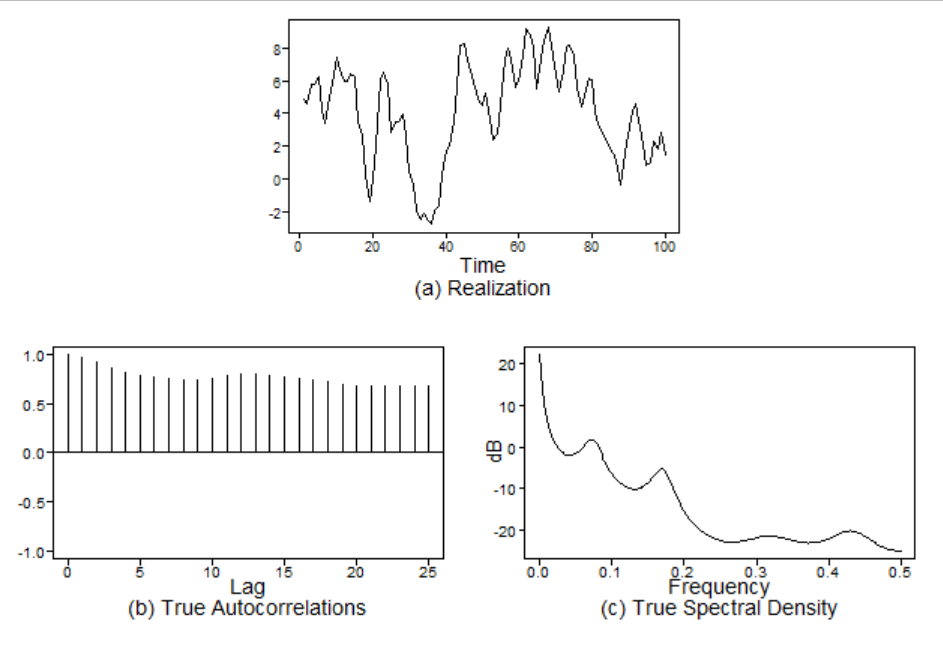 8
6
4
2
0
-2
0 20 40 60 80 100
Time
(a) Realization
1.0
0.5
0.0
-0.5
-1.0
0 5 10 15 20 25
Lag
(b) True Autocorrelations
20
10
0
-10
-20
dB
0.0 0.1 0.2 0.3 0.4 0.5
Frequency
(c) True Spectral Density